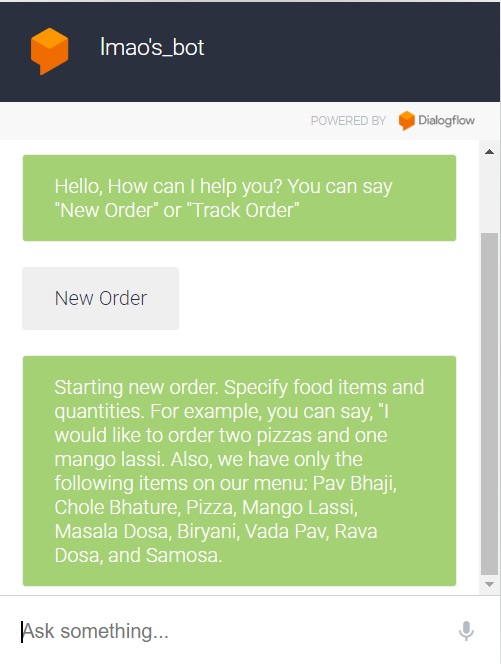 lmao's_bot
POWERED BY Dialogflow
Hello, How can I help you? You can say
"New Order" or "Track Order"
New Order
Starting new order. Specify food items and
quantities. For example, you can say, "I
would like to order two pizzas and one
mango lassi. Also, we have only the
following items on our menu: Pav Bhaji,
Chole Bhature, Pizza, Mango Lassi,
Masala Dosa, Biryani, Vada Pav, Rava
Dosa, and Samosa.
Ask something...